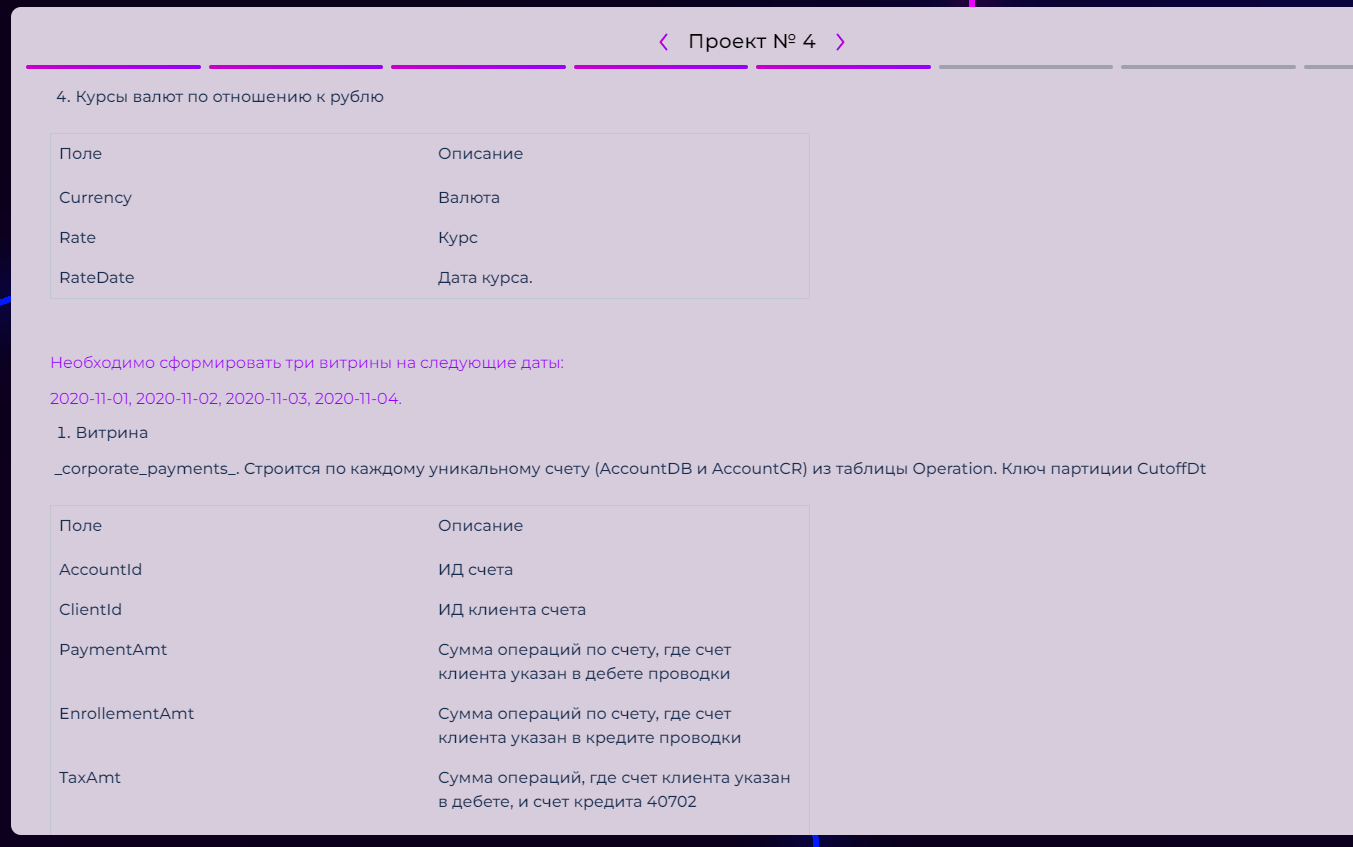 Проект № 4
4. Курсы валют по отношению к рублю
Поле Описание
Currency Валюта
Rate Курс
RateDate Дата курса.
Необходимо сформировать три витрины на следующие даты:
2020-11-01, 2020-11-02, 2020-11-03, 2020-11-04.
1. Витрина
_corporate_payments_. Строится по каждому уникальному счету (AccountDB и AccountCR) из таблицы Operation. Ключ партиции CutoffDt
Поле Описание
AccountId ИД счета
ClientId ИД клиента счета
PaymentAmt Сумма операций по счету, где счет
клиента указан в дебете проводки
EnrollementAmt Сумма операций по счету, где счет
клиента указан в кредите проводки
TaxAmt Сумма операций, где счет клиента указан
в дебете, и счет кредита 40702